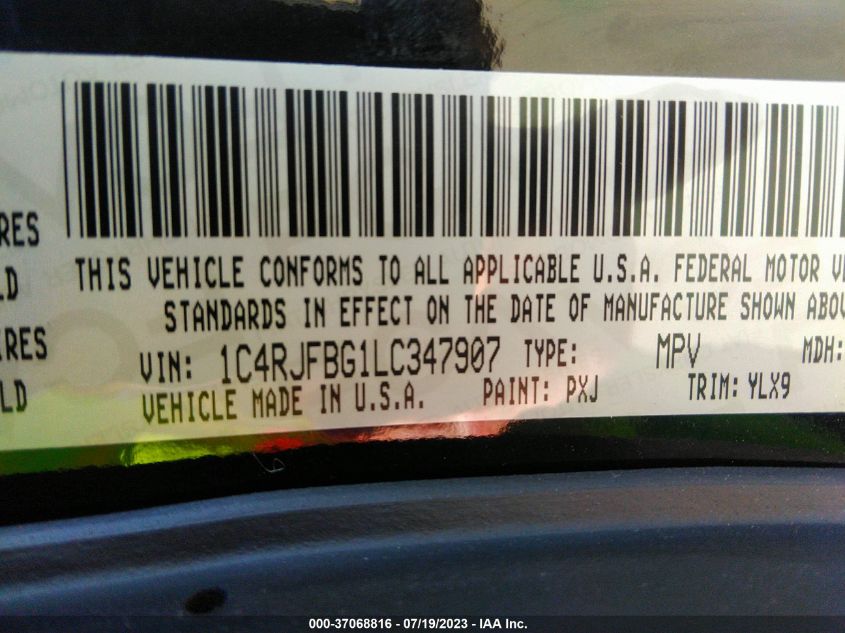 RES
LD
IRES
LD
THIS VEHICLE CONFORMS TO ALL APPLICABLE U.S.A. FEDERAL MOTOR VE
STANDARDS IN EFFECT ON THE DATE OF MANUFACTURE SHOWN ABOV
VIN: 1C4RJFBG1LC347907 TYPE: MPV MDH:
VEHICLE MADE IN U.S.A. PAINT: PXJ TRIM: YLX9
000-37068816 - 07/19/2023 - IAA Inc.